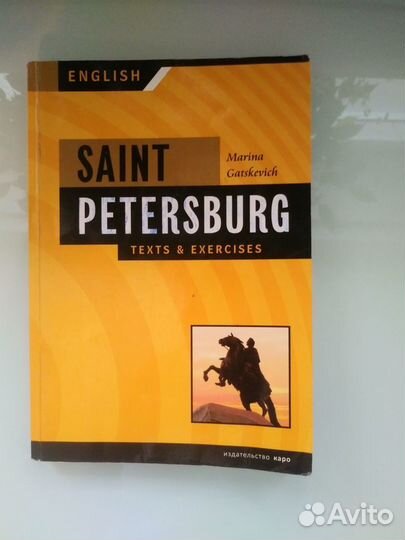 ENGLISH
SAINT
Marina
Gatskevich
PETERSBURG
TEXTS & EXERCISES
издательство каро
Avito